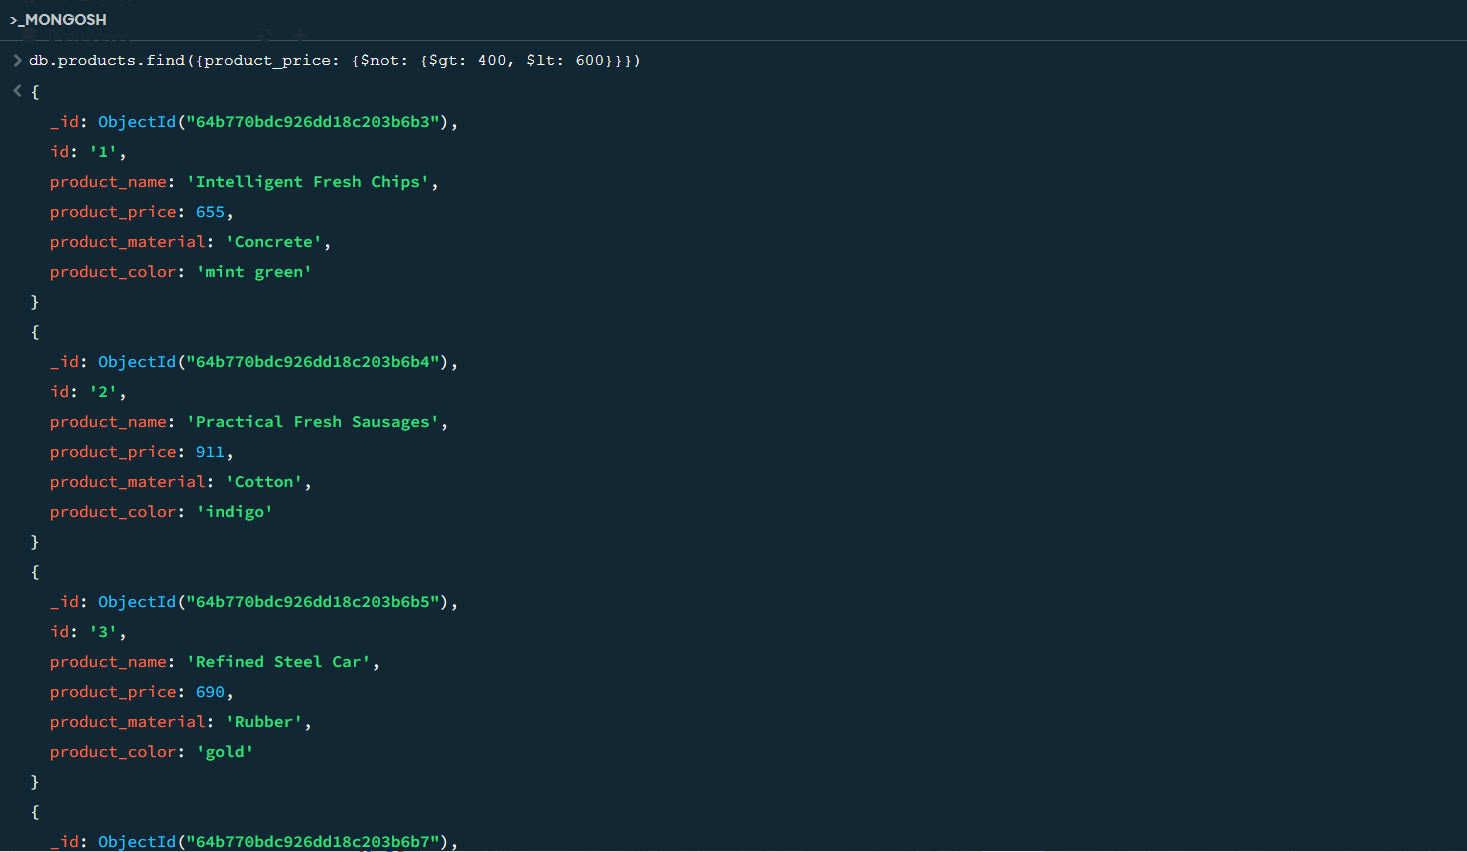 >_MONGOSH
> db.products.find({product_price: {$not: {$gt: 400, $lt: 600}}})
< {
_id: ObjectId("64b770bdc926dd18c203b6b3"),
id: '1',
product_name: 'Intelligent Fresh Chips',
product_price: 655,
product_material: 'Concrete',
product_color: 'mint green'
}
{
_id: ObjectId("64b770bdc926dd18c203b6b4"),
id: '2',
product_name: 'Practical Fresh Sausages',
product_price: 911,
product_material: 'Cotton',
product_color: 'indigo'
}
{
_id: ObjectId("64b770bdc926dd18c203b6b5"),
id: '3',
product_name: 'Refined Steel Car',
product_price: 690,
product_material: 'Rubber',
product_color: 'gold'
}
{
_id: ObjectId("64b770bdc926dd18c203b6b7"),